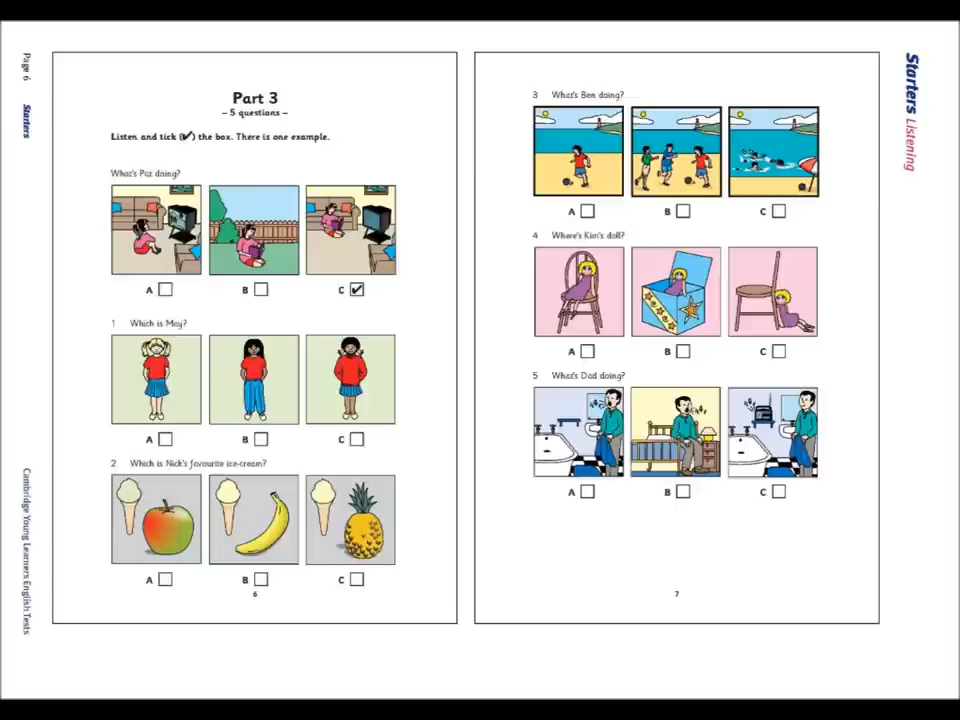 Page 6
Starters
Cambridge Young Learners English Tests
Part 3
– 5 questions –
Listen and tick (✔) the box. There is one example.
What's Pat doing?
A
B
C ✔
1 Which is May?
A
B
C
2 Which is Nick's favourite ice-cream?
A
B
C
6
3 What's Ben doing?
A
B
C
4 Where's Kim's doll?
A
B
C
5 What's Dad doing?
A
B
C
7
Starters Listening